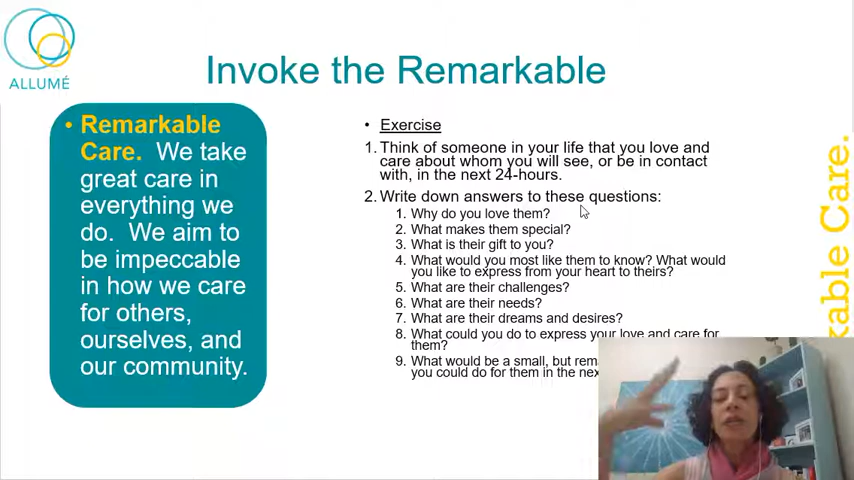 ALLUMÉ
Invoke the Remarkable
• Remarkable
Care. We take
great care in
everything we
do. We aim to
be impeccable
in how we care
for others,
ourselves, and
our community.
• Exercise
1. Think of someone in your life that you love and
care about whom you will see, or be in contact
with, in the next 24-hours.
2. Write down answers to these questions:
1. Why do you love them?
2. What makes them special?
3. What is their gift to you?
4. What would you most like them to know? What would
you like to express from your heart to theirs?
5. What are their challenges?
6. What are their needs?
7. What are their dreams and desires?
8. What could you do to express your love and care for
them?
9. What would be a small, but
you could do for them in the
kable Care.